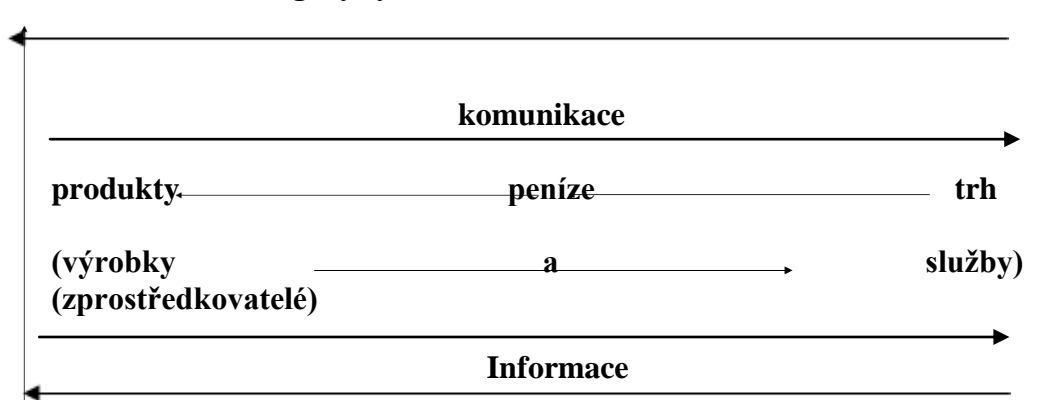 komunikace
produkty peníze trh
(výrobky a služby)
(zprostředkovatelé)
Informace